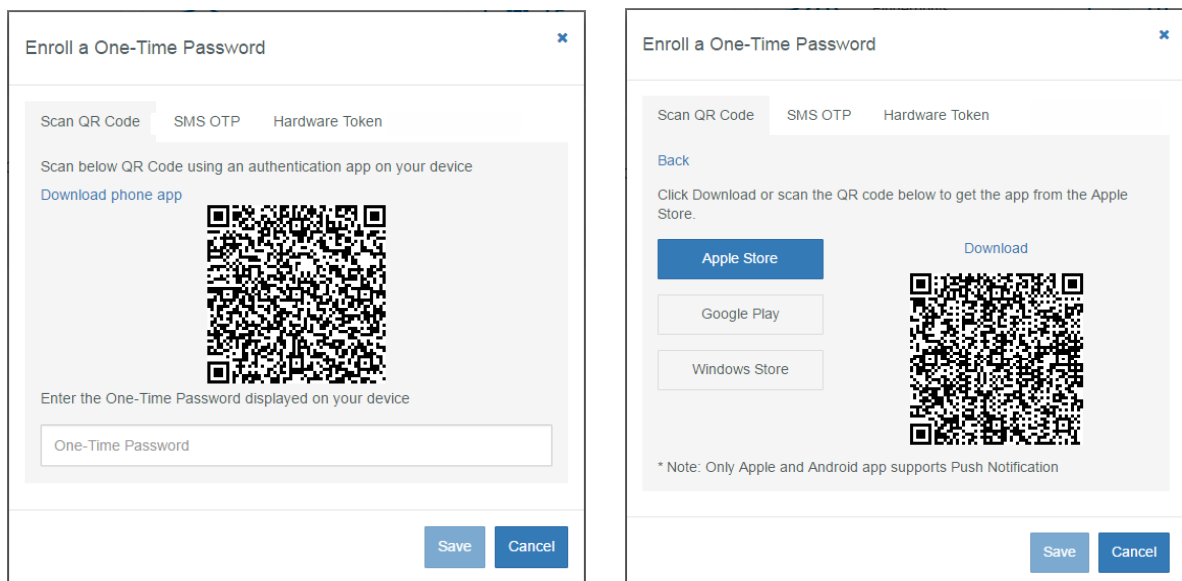 Enroll a One-Time Password
Scan QR Code SMS OTP Hardware Token
Scan below QR Code using an authentication app on your device
Download phone app
Enter the One-Time Password displayed on your device
One-Time Password
Save Cancel
Enroll a One-Time Password
Scan QR Code SMS OTP Hardware Token
Back
Click Download or scan the QR code below to get the app from the Apple
Store.
Apple Store
Download
Google Play
Windows Store
* Note: Only Apple and Android app supports Push Notification
Save Cancel